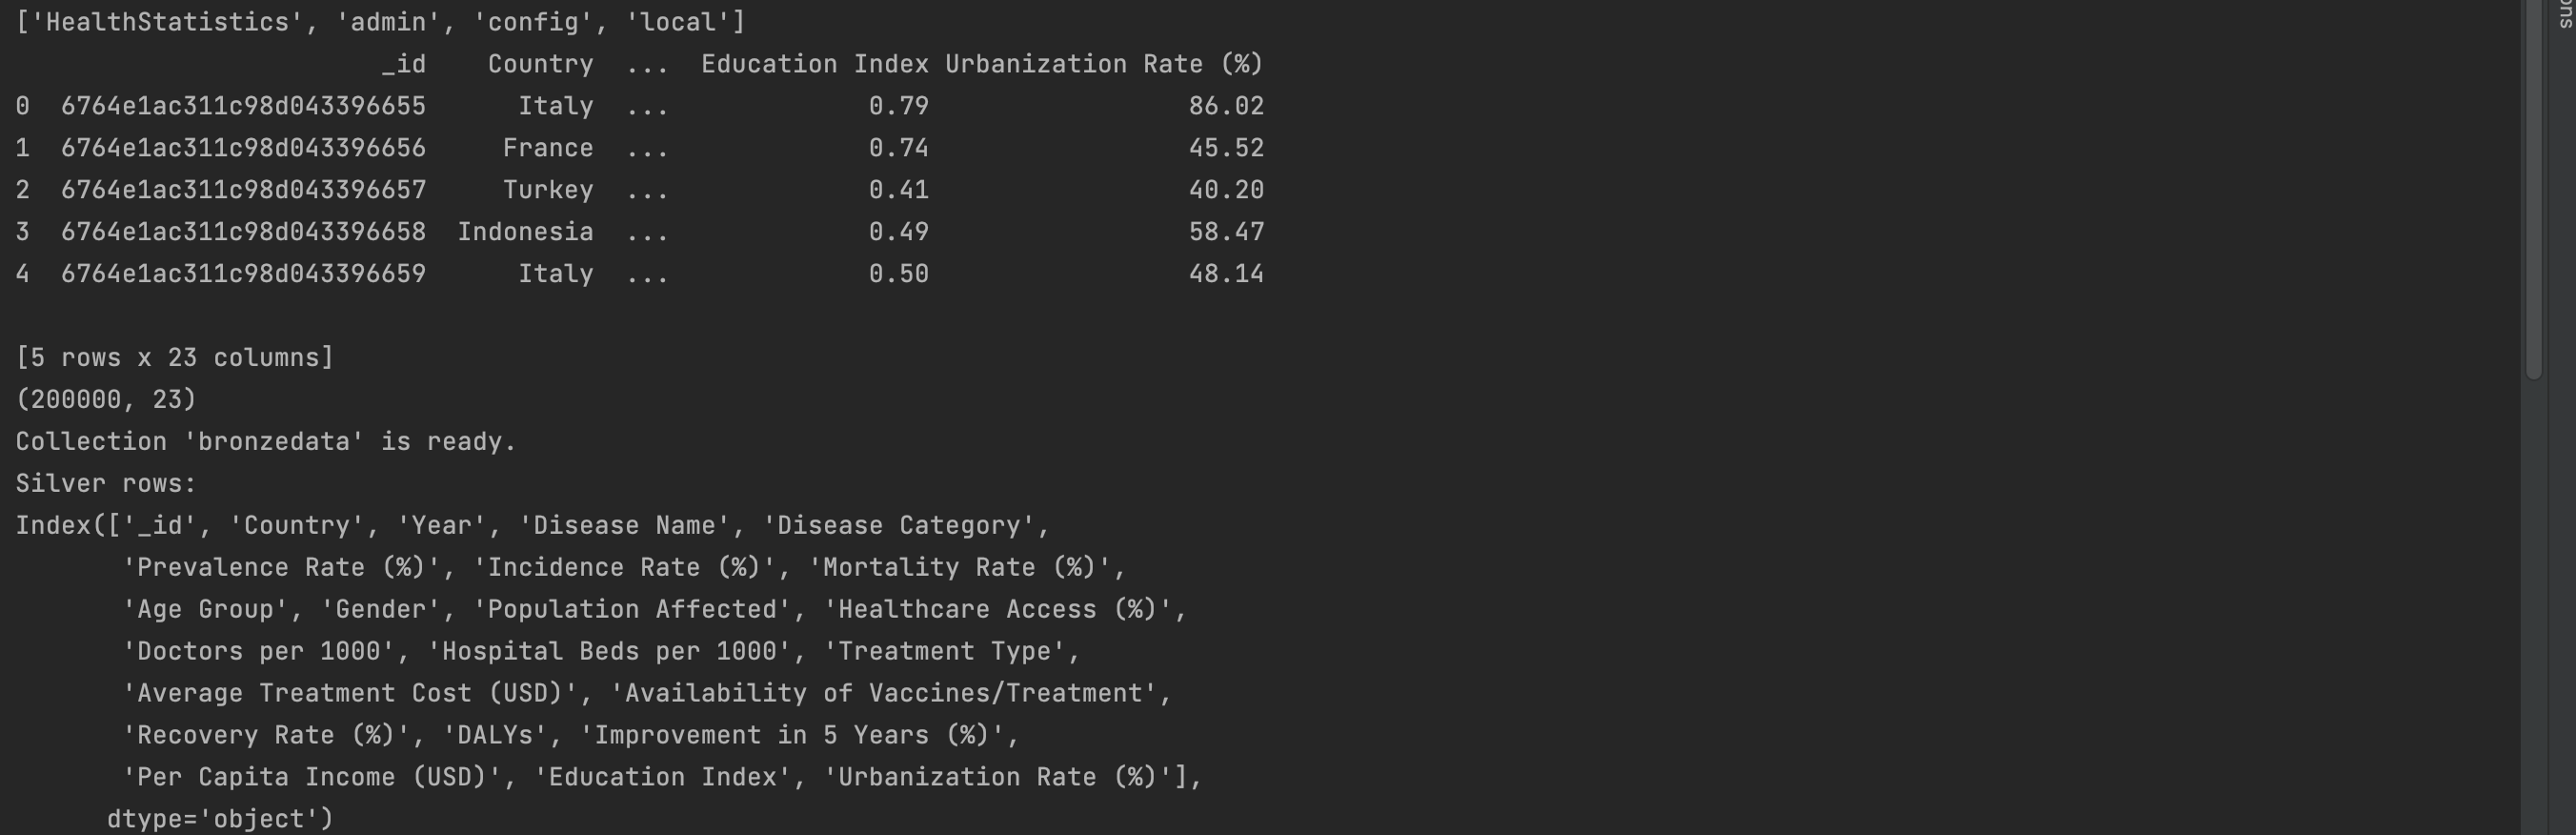 ['HealthStatistics', 'admin', 'config', 'local']
                        _id    Country  ...  Education Index Urbanization Rate (%)
0  6764e1ac311c98d043396655      Italy  ...             0.79                 86.02
1  6764e1ac311c98d043396656     France  ...             0.74                 45.52
2  6764e1ac311c98d043396657     Turkey  ...             0.41                 40.20
3  6764e1ac311c98d043396658  Indonesia  ...             0.49                 58.47
4  6764e1ac311c98d043396659      Italy  ...             0.50                 48.14
[5 rows x 23 columns]
(200000, 23)
Collection 'bronzedata' is ready.
Silver rows:
Index(['_id', 'Country', 'Year', 'Disease Name', 'Disease Category',
       'Prevalence Rate (%)', 'Incidence Rate (%)', 'Mortality Rate (%)',
       'Age Group', 'Gender', 'Population Affected', 'Healthcare Access (%)',
       'Doctors per 1000', 'Hospital Beds per 1000', 'Treatment Type',
       'Average Treatment Cost (USD)', 'Availability of Vaccines/Treatment',
       'Recovery Rate (%)', 'DALYs', 'Improvement in 5 Years (%)',
       'Per Capita Income (USD)', 'Education Index', 'Urbanization Rate (%)'],
      dtype='object')